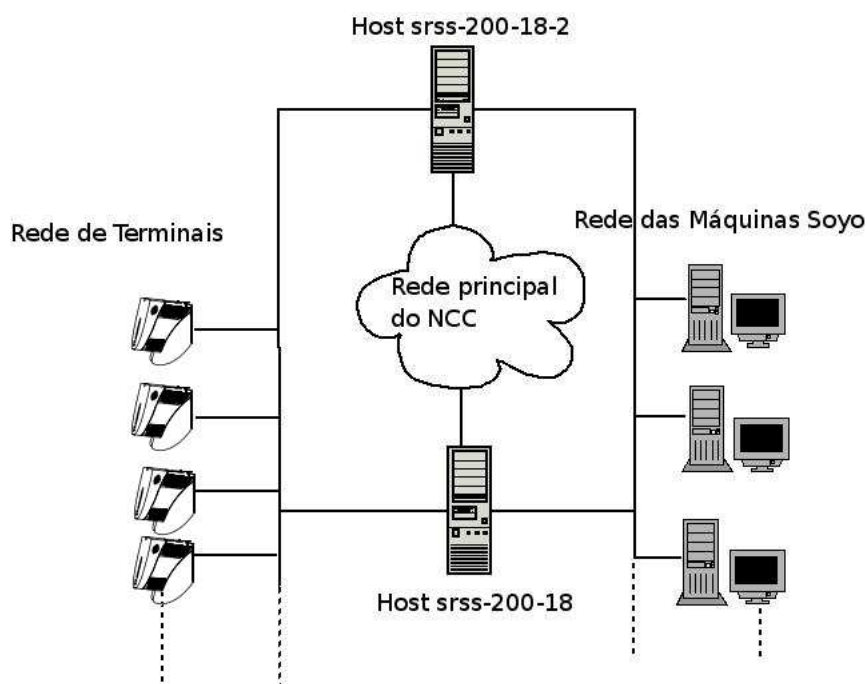 Host srss-200-18-2
Rede de Terminais
Rede das Máquinas Soyo
Rede principal
do NCC
Host srss-200-18